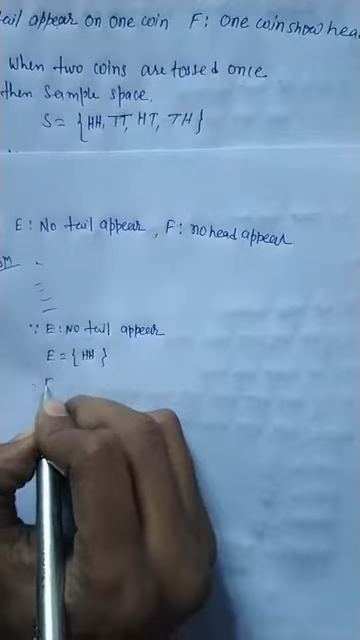 tail appear on one coin F: One coin show head
When two coins are tossed once
then Sample space.
S = {HH, TT, HT, TH}
E: No tail appear, F: no head appear
∵ E: No tail appear
E = {HH}